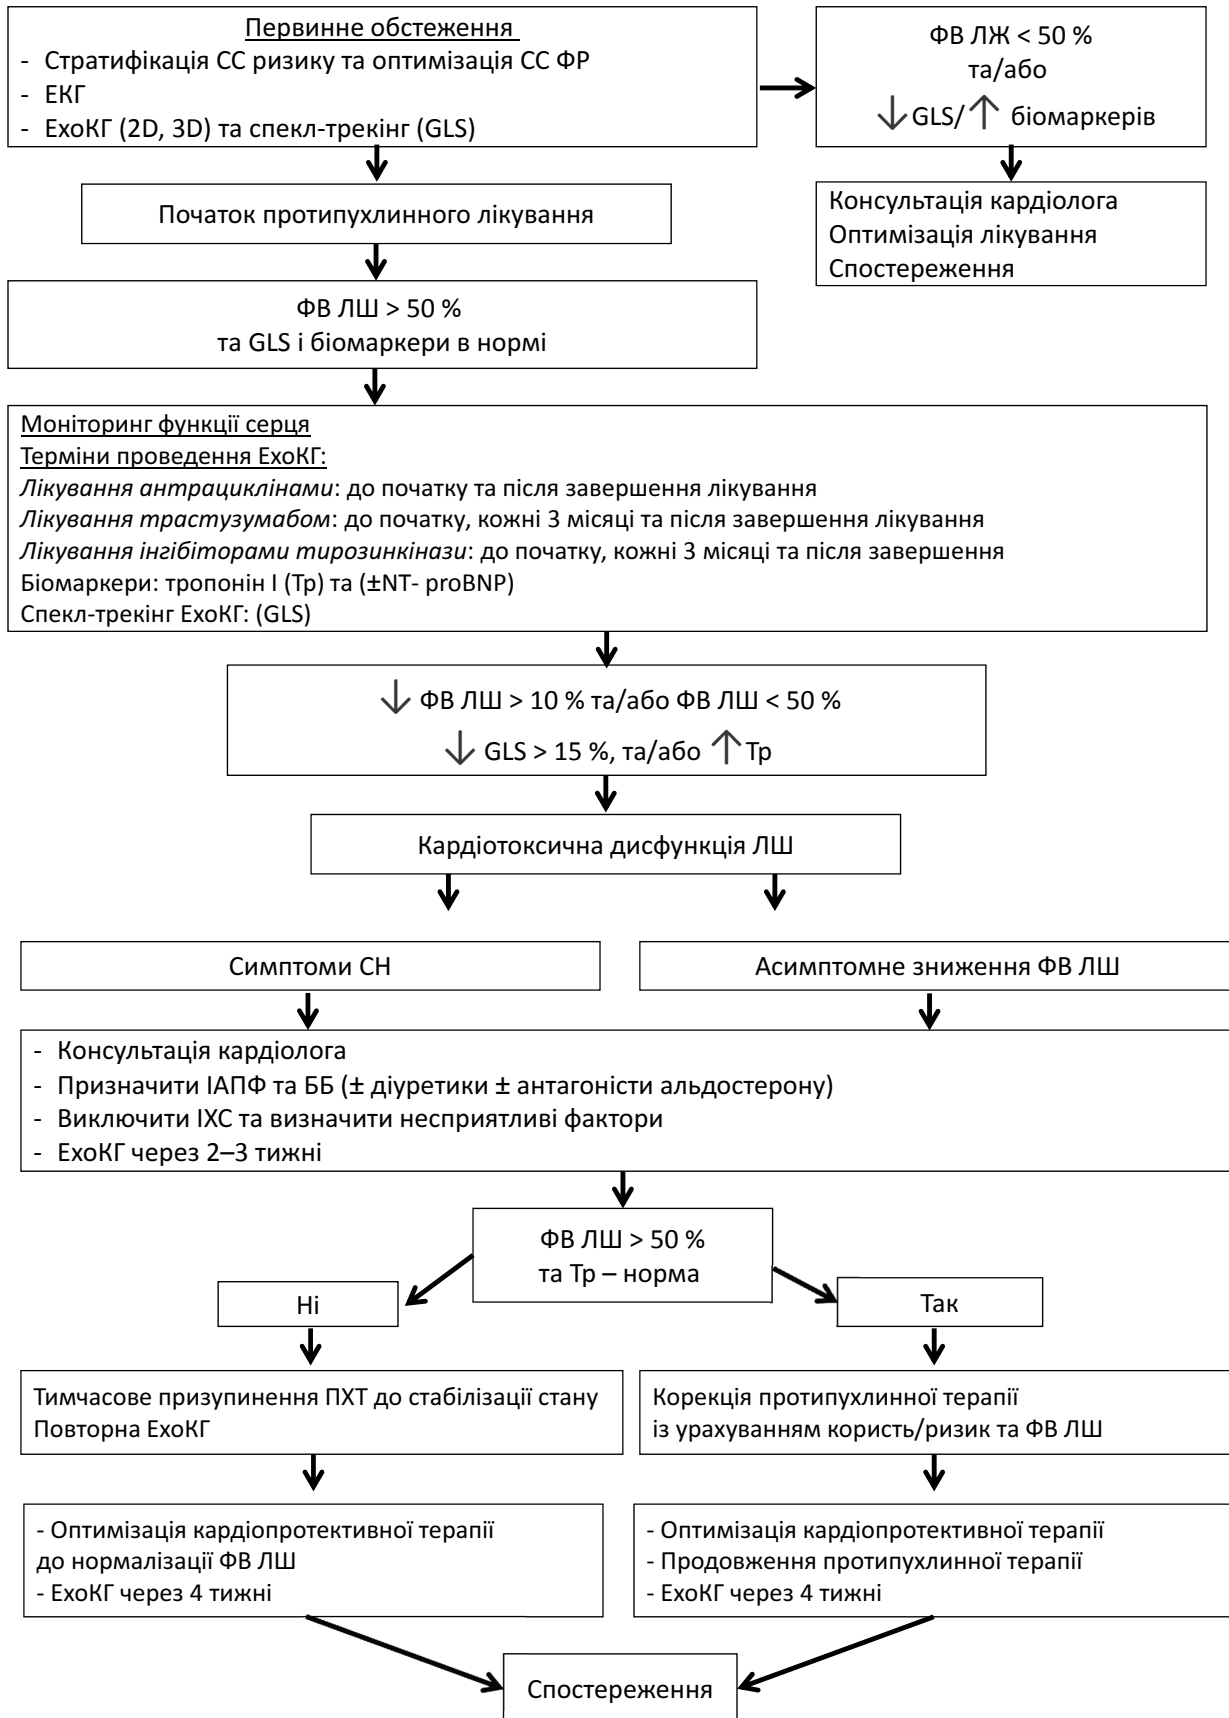 Первинне обстеження
- Стратифікація СС ризику та оптимізація СС ФР
- ЕКГ
- ЕхоКГ (2D, 3D) та спекл-трекінг (GLS)
ФВ ЛЖ < 50 %
та/або
↓ GLS/ ↑ біомаркерів
Початок протипухлинного лікування
Консультація кардіолога
Оптимізація лікування
Спостереження
ФВ ЛШ > 50 %
та GLS і біомаркери в нормі
Моніторинг функції серця
Терміни проведення ЕхоКГ:
Лікування антрациклінами: до початку та після завершення лікування
Лікування трастузумабом: до початку, кожні 3 місяці та після завершення лікування
Лікування інгібіторами тирозинкінази: до початку, кожні 3 місяці та після завершення
Біомаркери: тропонін I (Тр) та (±NT- proBNP)
Спекл-трекінг ЕхоКГ: (GLS)
↓ ФВ ЛШ > 10 % та/або ФВ ЛШ < 50 %
↓ GLS > 15 %, та/або ↑ Тр
Кардіотоксична дисфункція ЛШ
Симптоми СН
Асимптомне зниження ФВ ЛШ
- Консультація кардіолога
- Призначити ІАПФ та ББ (± діуретики ± антагоністи альдостерону)
- Виключити ІХС та визначити несприятливі фактори
- ЕхоКГ через 2–3 тижні
ФВ ЛШ > 50 %
та Тр – норма
Ні
Так
Тимчасове призупинення ПХТ до стабілізації стану
Повторна ЕхоКГ
Корекція протипухлинної терапії
із урахуванням користь/ризик та ФВ ЛШ
- Оптимізація кардіопротективної терапії
до нормалізації ФВ ЛШ
- ЕхоКГ через 4 тижні
- Оптимізація кардіопротективної терапії
- Продовження протипухлинної терапії
- ЕхоКГ через 4 тижні
Спостереження